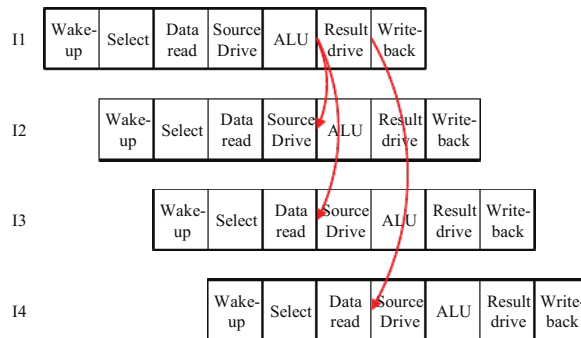 I1
Wake-
up
Select
Data
read
Source
Drive
ALU
Result
drive
Write-
back
I2
Wake-
up
Select
Data
read
Source
Drive
ALU
Result
drive
Write-
back
I3
Wake-
up
Select
Data
read
Source
Drive
ALU
Result
drive
Write-
back
I4
Wake-
up
Select
Data
read
Source
Drive
ALU
Result
drive
Write-
back